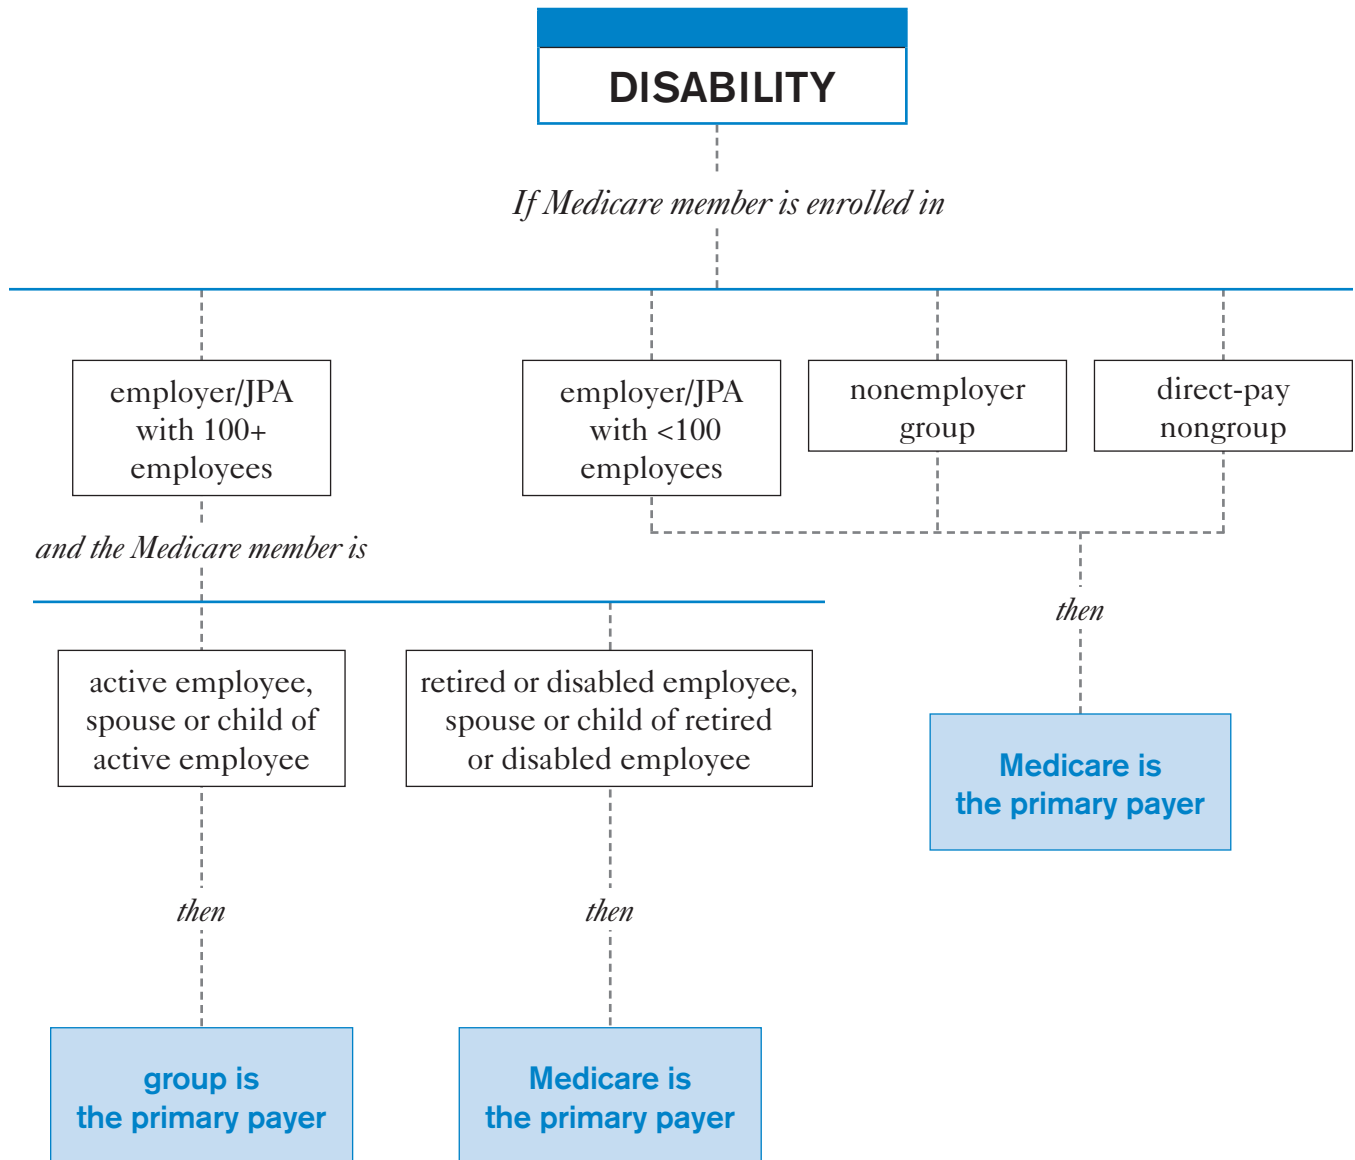 DISABILITY
If Medicare member is enrolled in
employer/JPA
with 100+
employees
employer/JPA
with <100
employees
nonemployer
group
direct-pay
nongroup
and the Medicare member is
then
active employee,
spouse or child of
active employee
retired or disabled employee,
spouse or child of retired
or disabled employee
Medicare is
the primary payer
then
then
group is
the primary payer
Medicare is
the primary payer